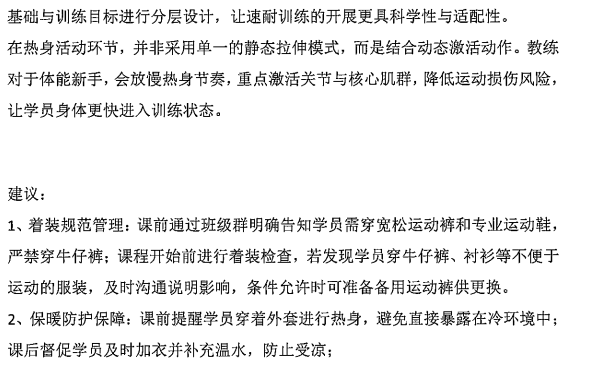 基础与训练目标进行分层设计，让速耐训练的开展更具科学性与适配性。
在热身活动环节，并非采用单一的静态拉伸模式，而是结合动态激活动作。教练
对于体能新手，会放慢热身节奏，重点激活关节与核心肌群，降低运动损伤风险，
让学员身体更快进入训练状态。
建议：
1、着装规范管理：课前通过班级群明确告知学员需穿宽松运动裤和专业运动鞋，
严禁穿牛仔裤；课程开始前进行着装检查，若发现学员穿牛仔裤、衬衫等不便于
运动的服装，及时沟通说明影响，条件允许时可准备备用运动裤供更换。
2、保暖防护保障：课前提醒学员穿着外套进行热身，避免直接暴露在冷环境中；
课后督促学员及时加衣并补充温水，防止受凉；